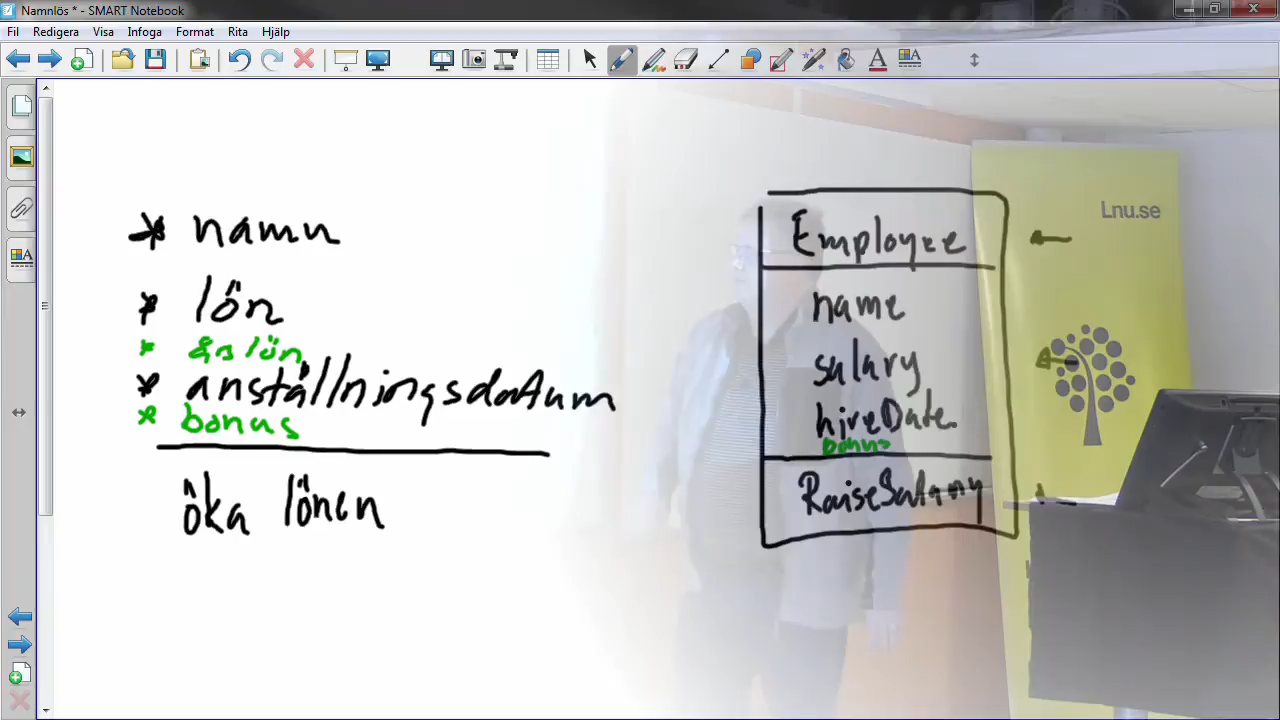 Namnlös * - SMART Notebook
Fil Redigera Visa Infoga Format Rita Hjälp
* namn
* lön
* årslön
* anställningsdatum
* bonus
öka lönen
Employee
name
salary
hireDate
bonus
RaiseSalary
Lnu.se